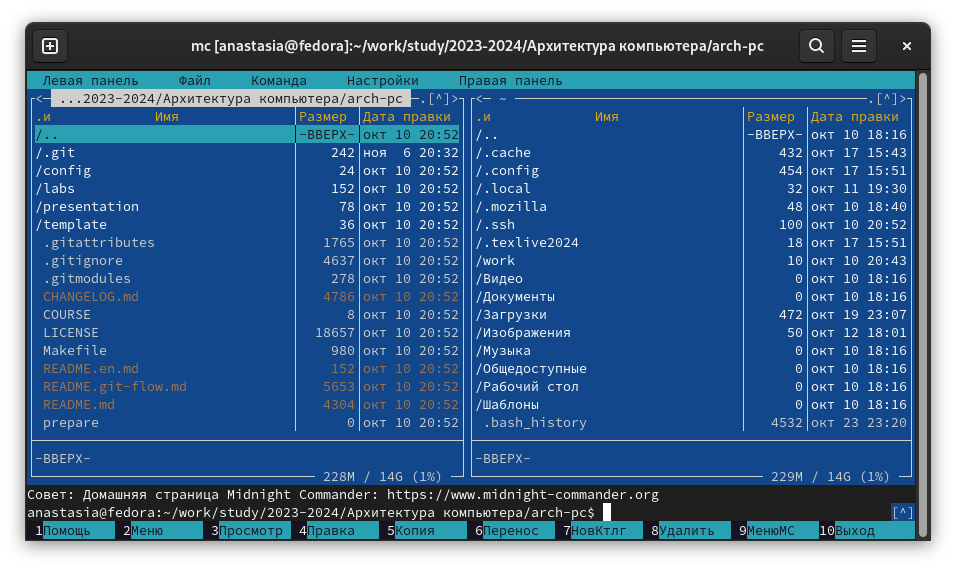 mc [anastasia@fedora]:~/work/study/2023-2024/Архитектура компьютера/arch-pc
Левая панель Файл Команда Настройки Правая панель
<─ ...2023-2024/Архитектура компьютера/arch-pc .[^]>
.и Имя Размер Дата правки
/.. -ВВЕРХ- окт 10 20:52
/.git 242 ноя 6 20:32
/config 24 окт 10 20:52
/labs 152 окт 10 20:52
/presentation 78 окт 10 20:52
/template 36 окт 10 20:52
.gitattributes 1765 окт 10 20:52
.gitignore 4637 окт 10 20:52
.gitmodules 278 окт 10 20:52
CHANGELOG.md 4786 окт 10 20:52
COURSE 8 окт 10 20:52
LICENSE 18657 окт 10 20:52
Makefile 980 окт 10 20:52
README.en.md 152 окт 10 20:52
README.git-flow.md 5653 окт 10 20:52
README.md 4304 окт 10 20:52
prepare 0 окт 10 20:52
-ВВЕРХ-
228M / 14G (1%)
<─ ~ .[^]>
.и Имя Размер Дата правки
/.. -ВВЕРХ- окт 10 18:16
/.cache 432 окт 17 15:43
/.config 454 окт 17 15:51
/.local 32 окт 11 19:30
/.mozilla 48 окт 10 18:40
/.ssh 100 окт 10 20:52
/.texlive2024 18 окт 17 15:51
/work 10 окт 10 20:43
/Видео 0 окт 10 18:16
/Документы 0 окт 10 18:16
/Загрузки 472 окт 19 23:07
/Изображения 50 окт 12 18:01
/Музыка 0 окт 10 18:16
/Общедоступные 0 окт 10 18:16
/Рабочий стол 0 окт 10 18:16
/Шаблоны 0 окт 10 18:16
.bash_history 4532 окт 23 23:20
-ВВЕРХ-
229M / 14G (1%)
Совет: Домашняя страница Midnight Commander: https://www.midnight-commander.org
anastasia@fedora:~/work/study/2023-2024/Архитектура компьютера/arch-pc$ [^]
1Помощь 2Меню 3Просмотр 4Правка 5Копия 6Перенос 7НовКтлг 8Удалить 9МенюMC 10Выход